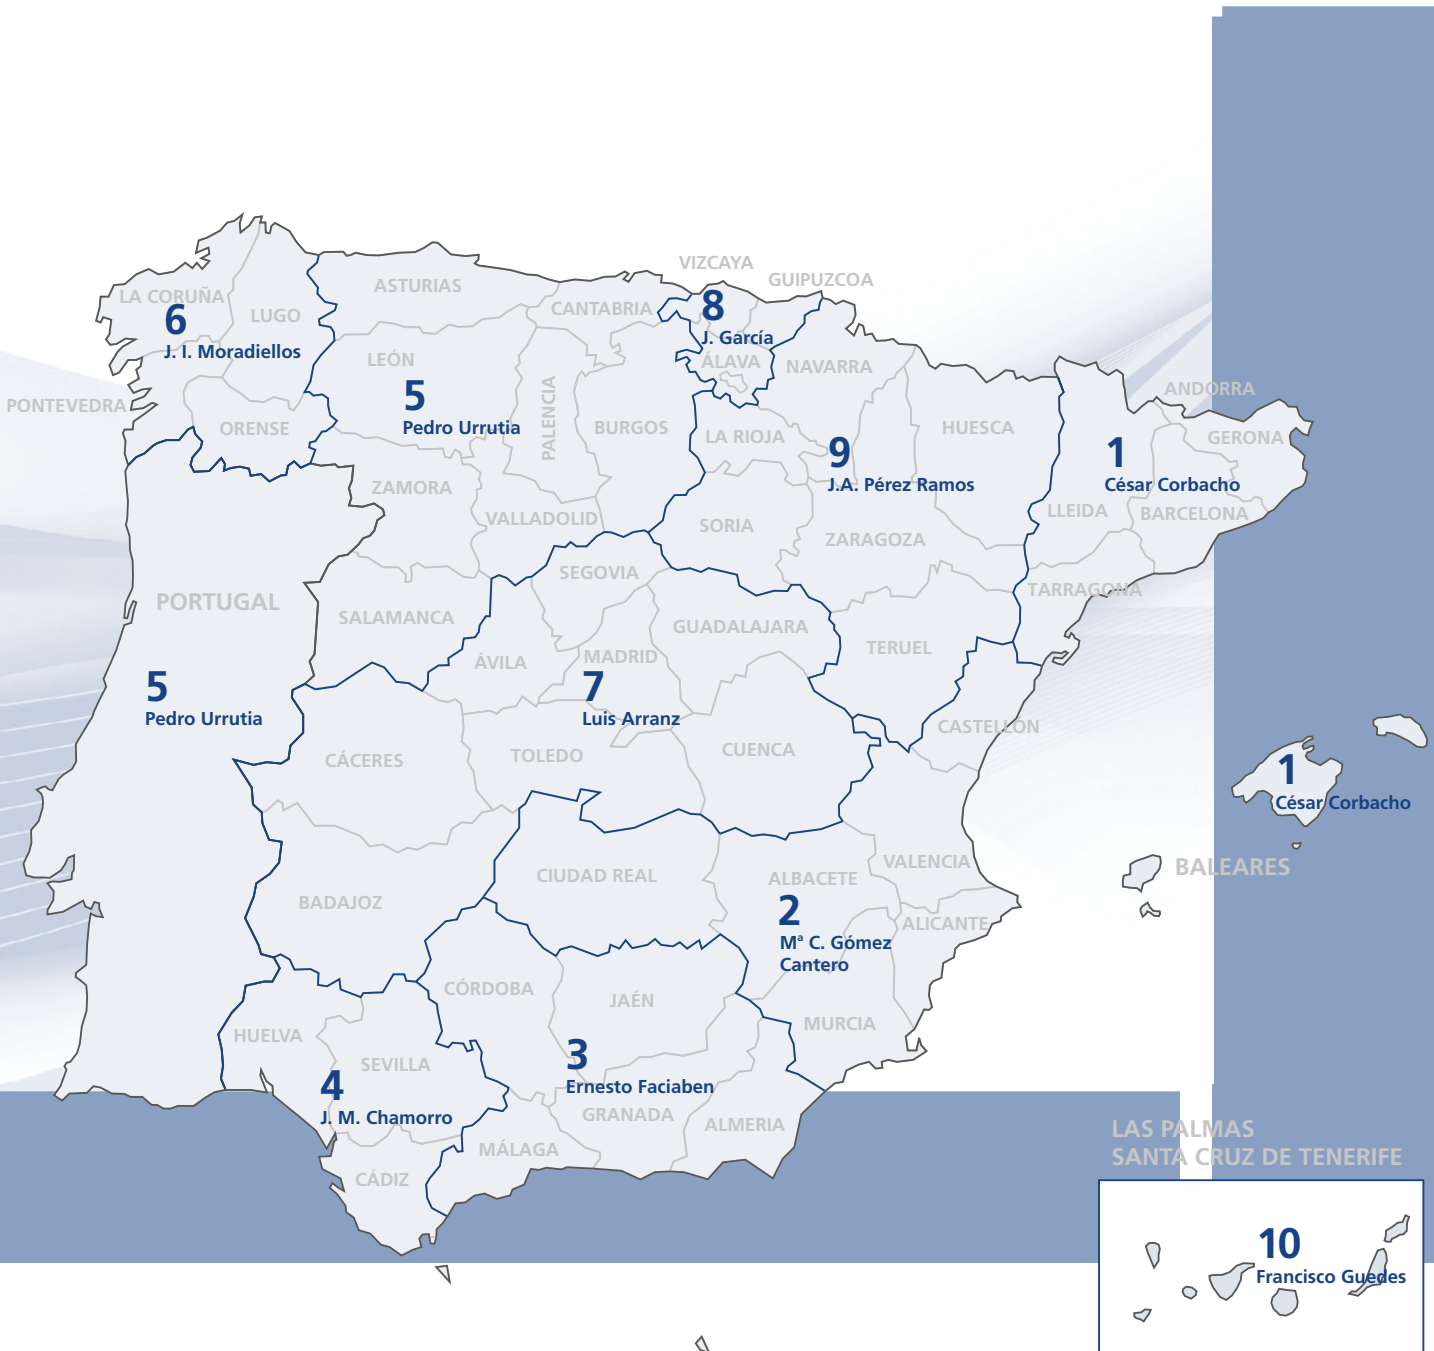 VIZCAYA
GUIPUZCOA
ASTURIAS
LA CORUÑA
CANTABRIA
LUGO
6
J. I. Moradiellos
8
J. García
ÁLAVA
NAVARRA
LEÓN
5
Pedro Urrutia
PALENCIA
BURGOS
PONTEVEDRA
ORENSE
LA RIOJA
HUESCA
ANDORRA
GERONA
9
J.A. Pérez Ramos
1
César Corbacho
LLEIDA
BARCELONA
ZAMORA
VALLADOLID
SORIA
ZARAGOZA
SEGOVIA
TARRAGONA
PORTUGAL
SALAMANCA
GUADALAJARA
TERUEL
ÁVILA
MADRID
5
Pedro Urrutia
7
Luis Arranz
CASTELLÓN
CÁCERES
TOLEDO
CUENCA
1
César Corbacho
VALENCIA
BALEARES
CIUDAD REAL
ALBACETE
BADAJOZ
2
Mª C. Gómez
Cantero
ALICANTE
CÓRDOBA
JAÉN
MURCIA
HUELVA
SEVILLA
3
Ernesto Faciaben
4
J. M. Chamorro
GRANADA
ALMERIA
MÁLAGA
CÁDIZ
LAS PALMAS
SANTA CRUZ DE TENERIFE
10
Francisco Guedes